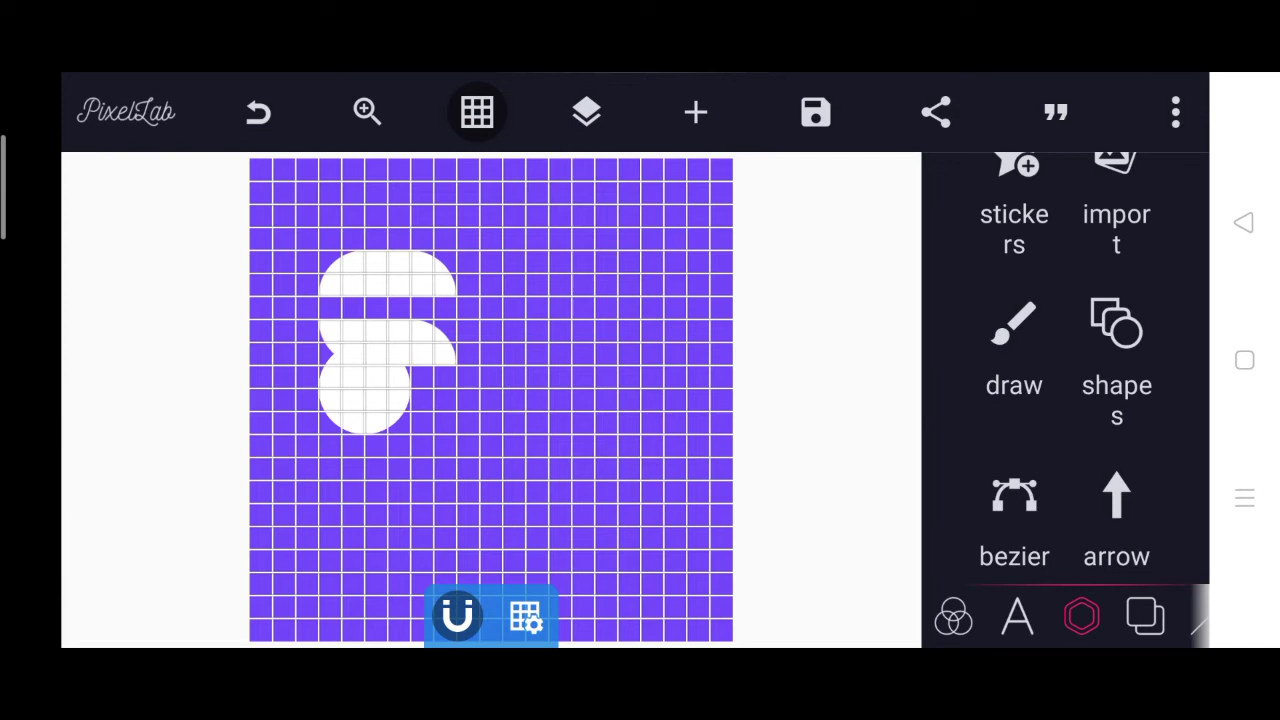 PixelLab
sticke
rs
impor
t
draw
shape
s
bezier
arrow